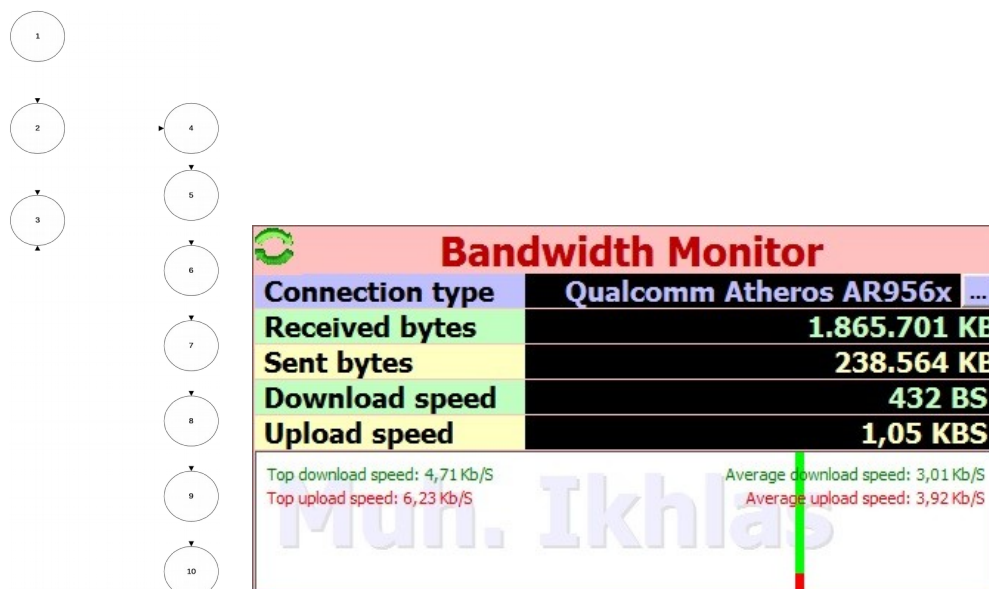 1
2
3
4
5
6
7
8
9
10
Bandwidth Monitor
Connection type Qualcomm Atheros AR956x ...
Received bytes 1.865.701 KB
Sent bytes 238.564 KB
Download speed 432 BS
Upload speed 1,05 KBS
Top download speed: 4,71 Kb/S Average download speed: 3,01 Kb/S
Top upload speed: 6,23 Kb/S Average upload speed: 3,92 Kb/S
Muh. Ikhlas